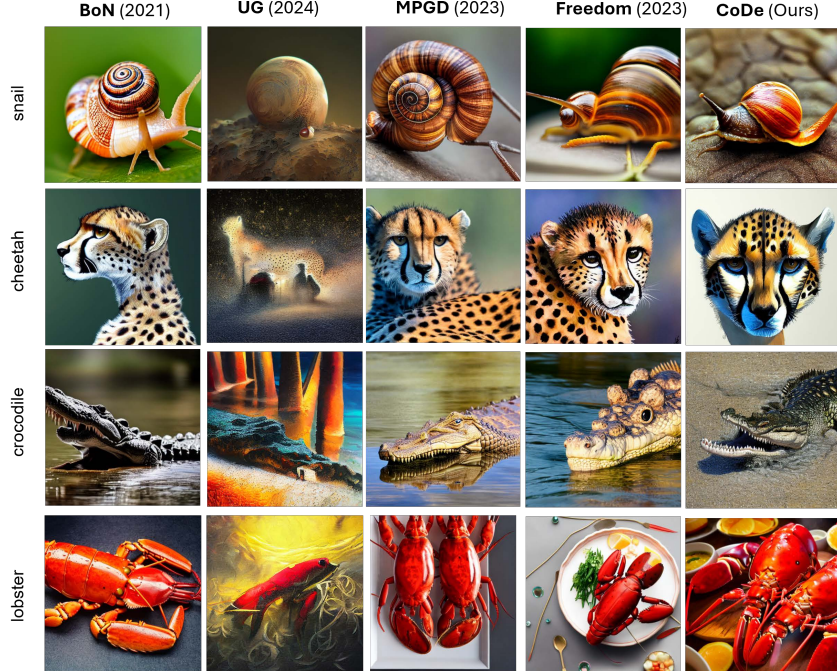 BoN (2021) UG (2024) MPGD (2023) Freedom (2023) CoDe (Ours)
snail
cheetah
crocodile
lobster